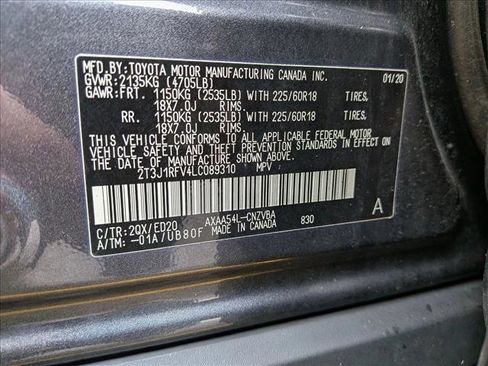 MFD.BY:TOYOTA MOTOR MANUFACTURING CANADA INC. 01/20
GVWR:2135KG (4705LB)
GAWR:FRT. 1150KG (2535LB) WITH 225/60R18 TIRES,
18X7.0J RIMS.
RR. 1150KG (2535LB) WITH 225/60R18 TIRES,
18X7.0J RIMS.
THIS VEHICLE CONFORMS TO ALL APPLICABLE FEDERAL MOTOR
VEHICLE SAFETY AND THEFT PREVENTION STANDARDS IN EFFECT
ON THE DATE OF MANUFACTURE SHOWN ABOVE.
2T3J1RFV4LC089310 MPV
C/TR:2QX/ED20 AXAA54L-CNZVBA 830 A
A/TM:-01A/UB80F MADE IN CANADA